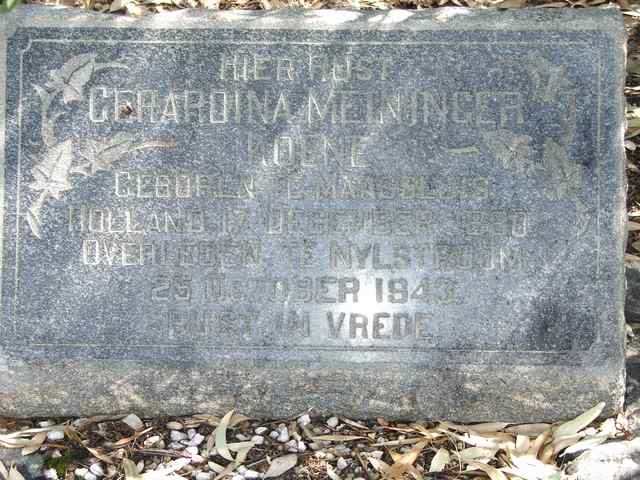 HIER RUST
GERARDINA MEININGER
KOENE
GEBOREN TE MAASSLUIS
HOLLAND 17 DECEMBER
OVERLEDEN TE NYLSTROOM
25 OCTOBER 1943
RUST IN VREDE